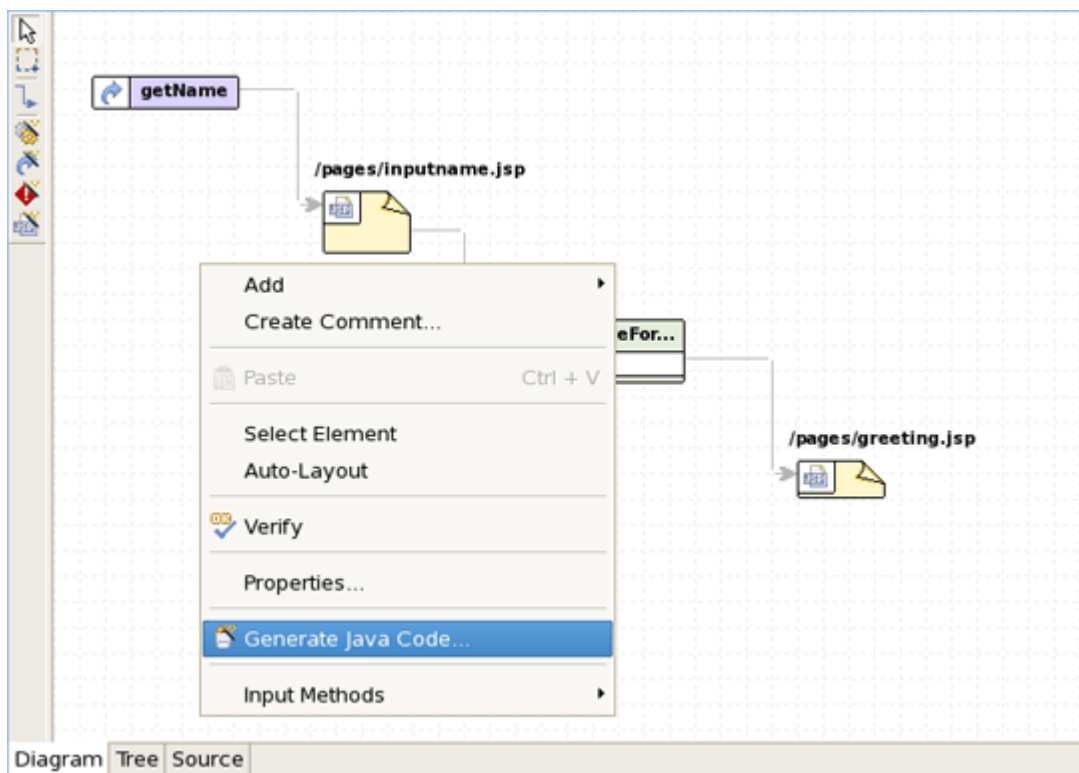 getName
/pages/inputname.jsp
Add
Create Comment...
eFor...
Paste Ctrl + V
Select Element
/pages/greeting.jsp
Auto-Layout
Verify
Properties...
Generate Java Code...
Input Methods
Diagram Tree Source